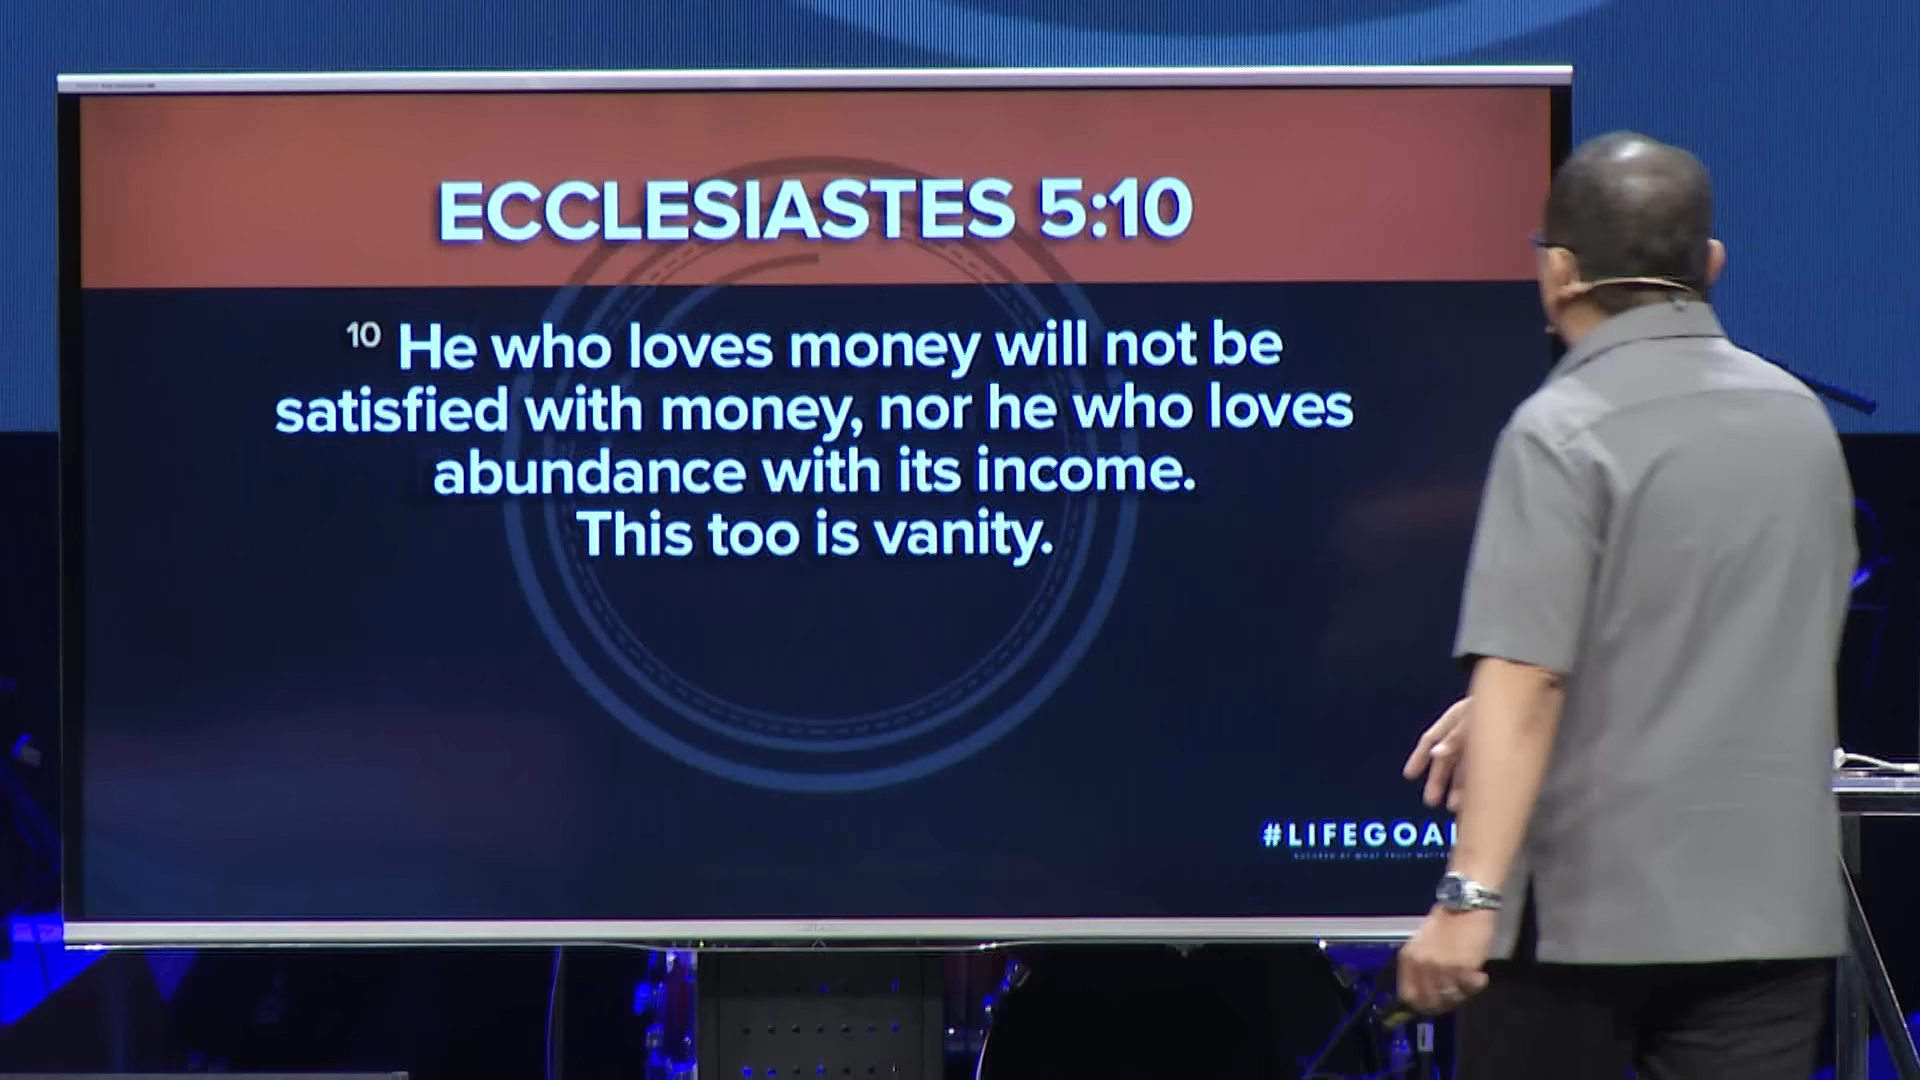 ECCLESIASTES 5:10
10 He who loves money will not be
satisfied with money, nor he who loves
abundance with its income.
This too is vanity.
#LIFEGOAL